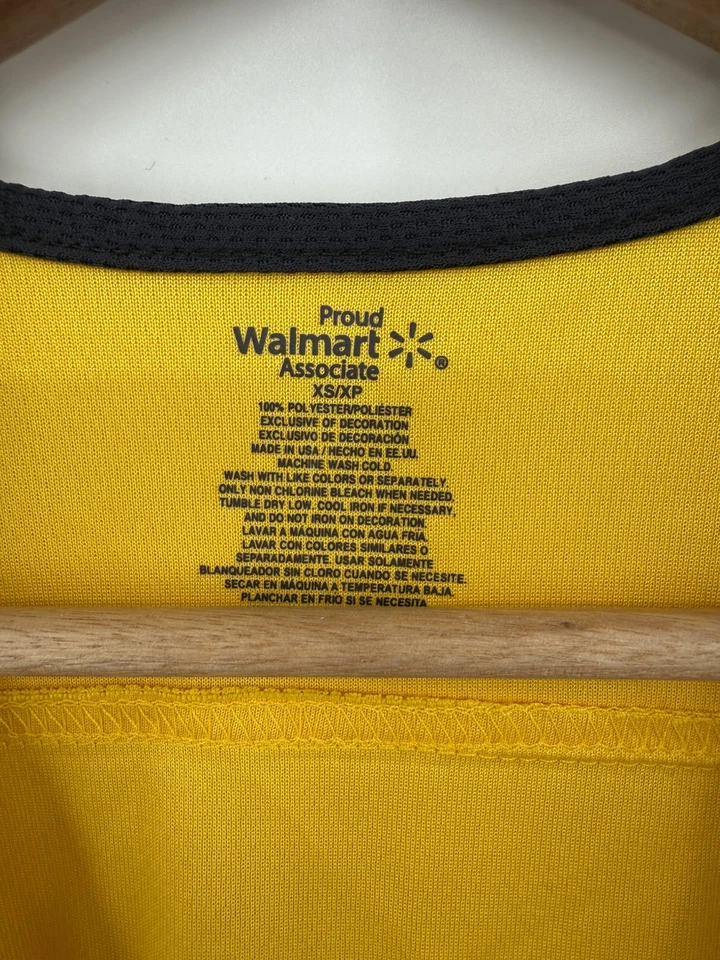 Proud
Walmart ®
Associate
XS/XP
100% POLYESTER/POLIÉSTER
EXCLUSIVE OF DECORATION
EXCLUSIVO DE DECORACIÓN
MADE IN USA / HECHO EN EE.UU.
MACHINE WASH COLD.
WASH WITH LIKE COLORS OR SEPARATELY.
ONLY NON CHLORINE BLEACH WHEN NEEDED.
TUMBLE DRY LOW. COOL IRON IF NECESSARY,
AND DO NOT IRON ON DECORATION.
LAVAR A MÁQUINA CON AGUA FRIA.
LAVAR CON COLORES SIMILARES O
SEPARADAMENTE. USAR SOLAMENTE
BLANQUEADOR SIN CLORO CUANDO SE NECESITE.
SECAR EN MÁQUINA A TEMPERATURA BAJA.
PLANCHAR EN FRIO SI SE NECESITA